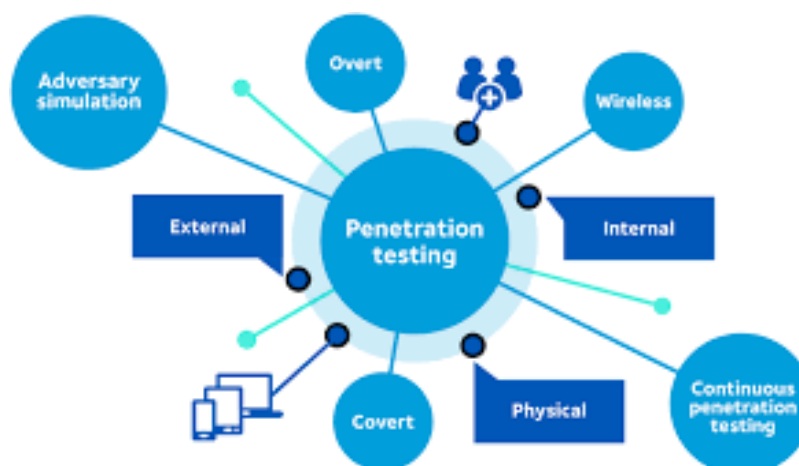 Adversary
simulation
Overt
Wireless
External
Penetration
testing
Internal
Covert
Physical
Continuous
penetration
testing